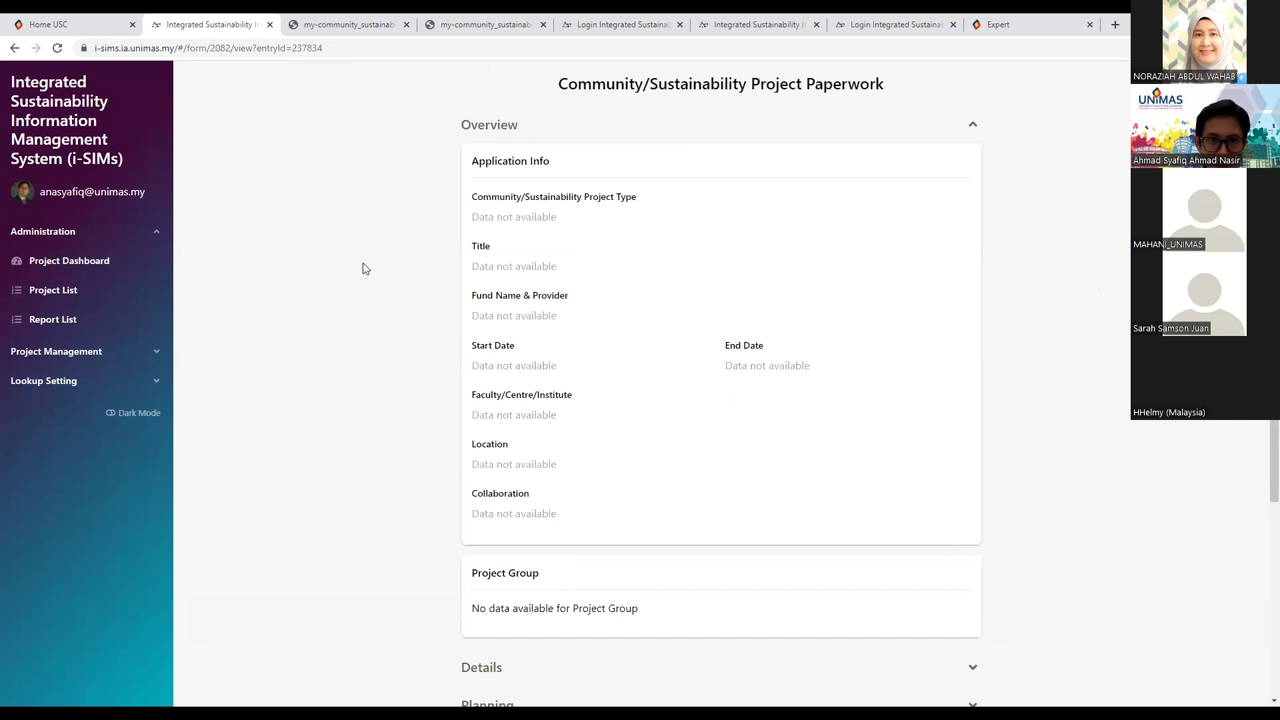 Home USC
Integrated Sustainability In
my-community_sustainab
my-community_sustainab
Login Integrated Sustainab
Integrated Sustainability In
Login Integrated Sustainab
Expert
i-sims.ia.unimas.my/#/form/2082/view?entryId=237834
Integrated
Sustainability
Information
Management
System (i-SIMs)
anasyafiq@unimas.my
Administration
Project Dashboard
Project List
Report List
Project Management
Lookup Setting
Dark Mode
Community/Sustainability Project Paperwork
Overview
Application Info
Community/Sustainability Project Type
Data not available
Title
Data not available
Fund Name & Provider
Data not available
Start Date
End Date
Data not available
Data not available
Faculty/Centre/Institute
Data not available
Location
Data not available
Collaboration
Data not available
Project Group
No data available for Project Group
Details
Planning
NORAZIAH ABDUL WAHAB
UNIMAS
Ahmad Syafiq Ahmad Nasir
MAHANI_UNIMAS
Sarah Samson Juan
HHelmy (Malaysia)